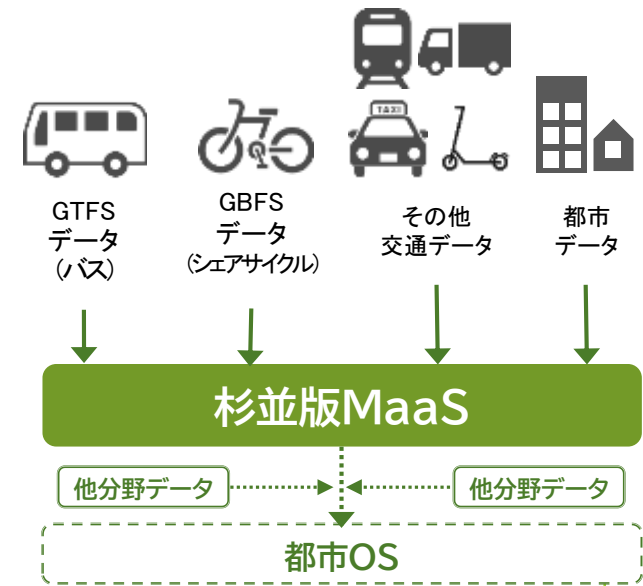 TAXI
GTFS
データ
(バス)
GBFS
データ
(シェアサイクル)
その他
交通データ
都市
データ
杉並版MaaS
他分野データ
他分野データ
都市OS